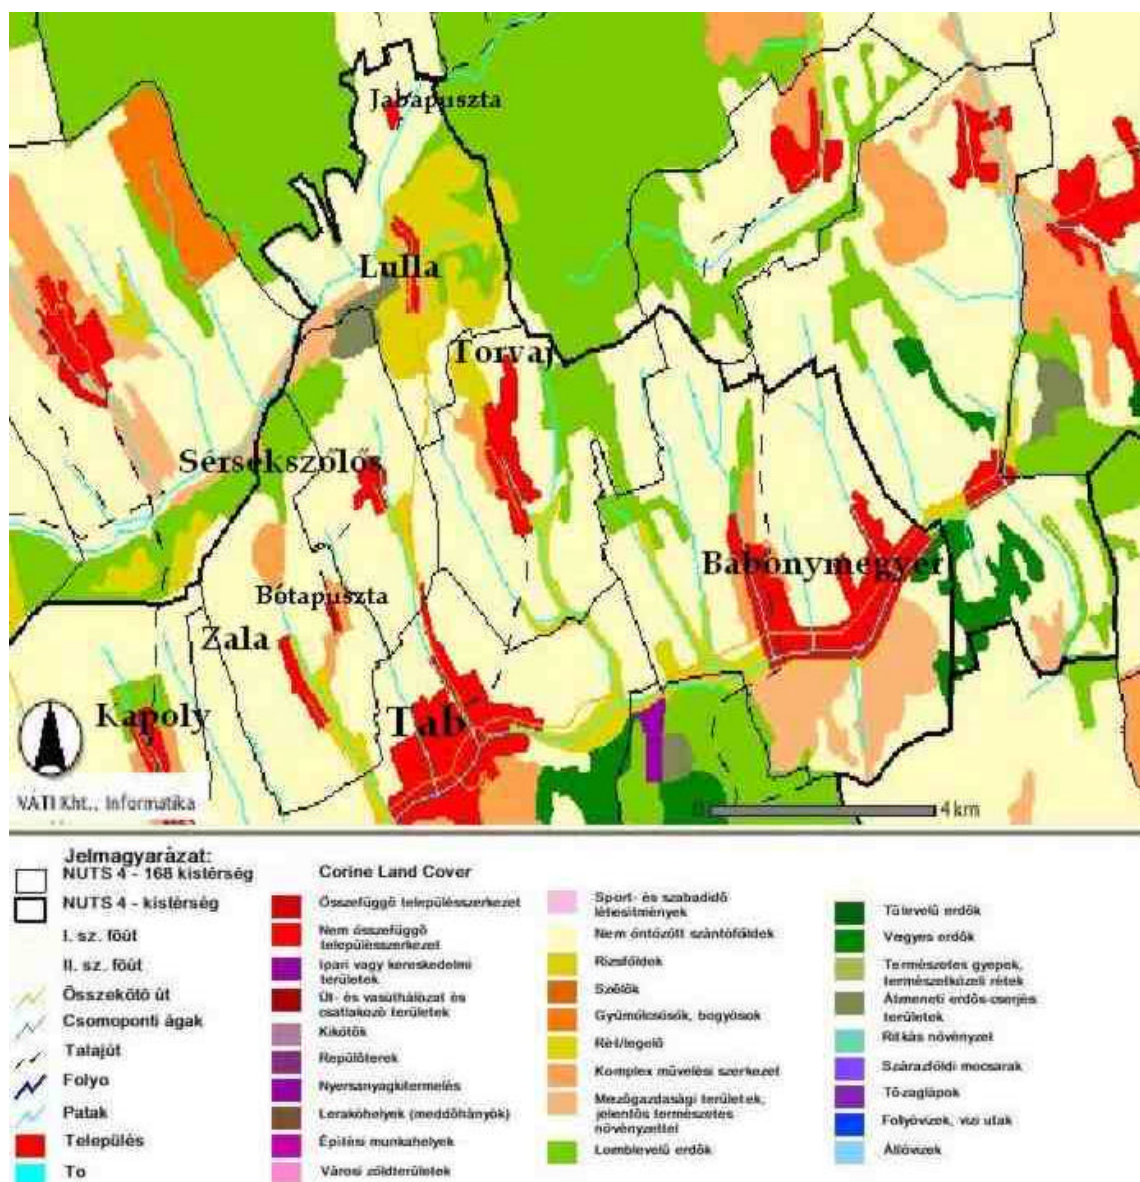 Jabapuszta
Lulla
Torvaj
Sérsekszőlős
Babonymegyer
Bótapuszta
Zala
Kapoly
Tab
VÁTI Kht., Informatika
0 4 km
Jelmagyarázat:
NUTS 4 - 168 kistérség
NUTS 4 - kistérség
I. sz. főút
II. sz. főút
Összekötő út
Csomoponti ágak
Talajút
Folyo
Patak
Település
To
Corine Land Cover
Összefüggő településszerkezet
Nem összefüggő
településszerkezet
Ipari vagy kereskedelmi
területek
Út- és vasúthálózat és
csatlakozó területek
Kikötők
Repülőterek
Nyersanyagkitermelés
Lerakóhelyek (meddőhányók)
Építési munkahelyek
Városi zöldterületek
Sport- és szabadidő
létesítmények
Nem öntözött szántóföldek
Rizsföldek
Szőlők
Gyümölcsösök, bogyósok
Rét/legelő
Komplex művelési szerkezet
Mezőgazdasági területek,
jelentős természetes
növényzettel
Lomblevelű erdők
Tűlevelű erdők
Vegyes erdők
Természetes gyepek,
természetközeli rétek
Átmeneti erdős-cserjés
területek
Ritkás növényzet
Szárazföldi mocsarak
Tőzeglápok
Folyóvizek, vizi utak
Állóvizek